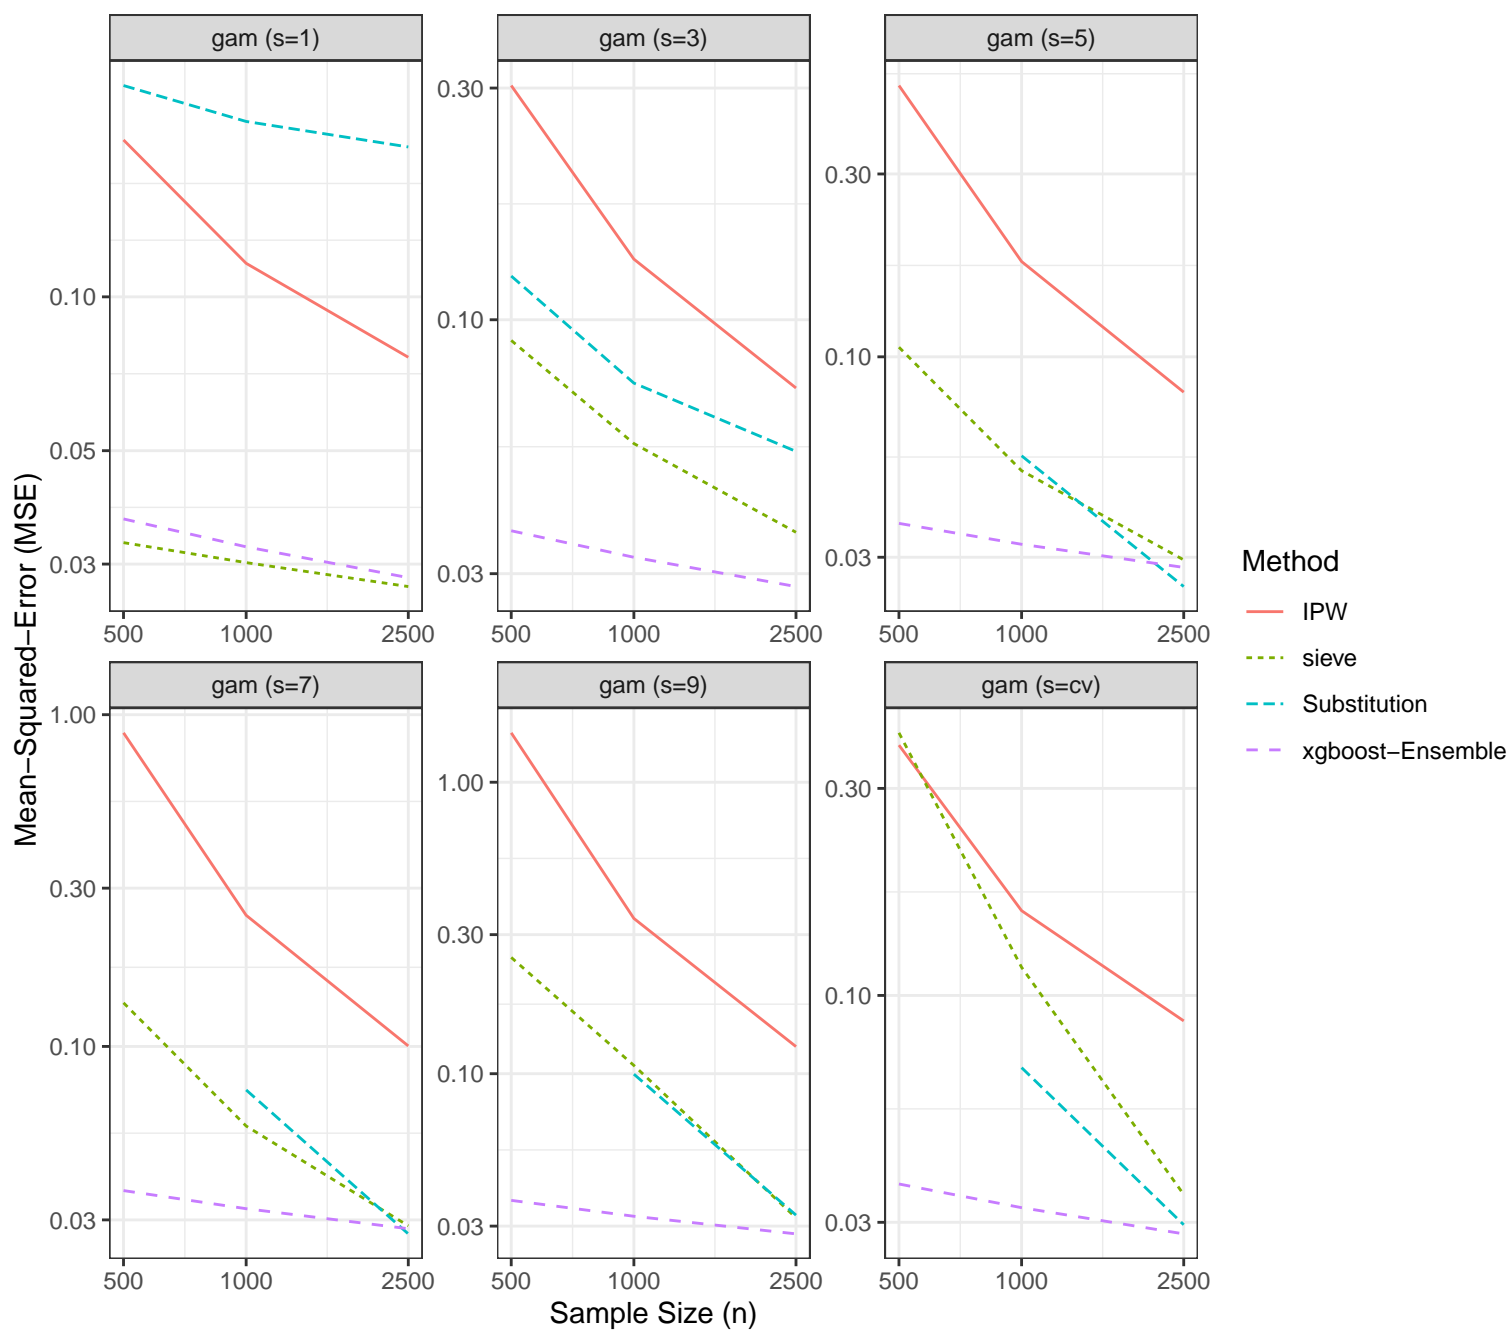 gam (s=1)
gam (s=3)
gam (s=5)
0.10
0.05
0.03
500
1000
2500
0.30
0.10
0.03
500
1000
2500
0.30
0.10
0.03
500
1000
2500
gam (s=7)
gam (s=9)
gam (s=cv)
1.00
0.30
0.10
0.03
500
1000
2500
1.00
0.30
0.10
0.03
500
1000
2500
0.30
0.10
0.03
500
1000
2500
Mean−Squared−Error (MSE)
Sample Size (n)
Method
IPW
sieve
Substitution
xgboost−Ensemble